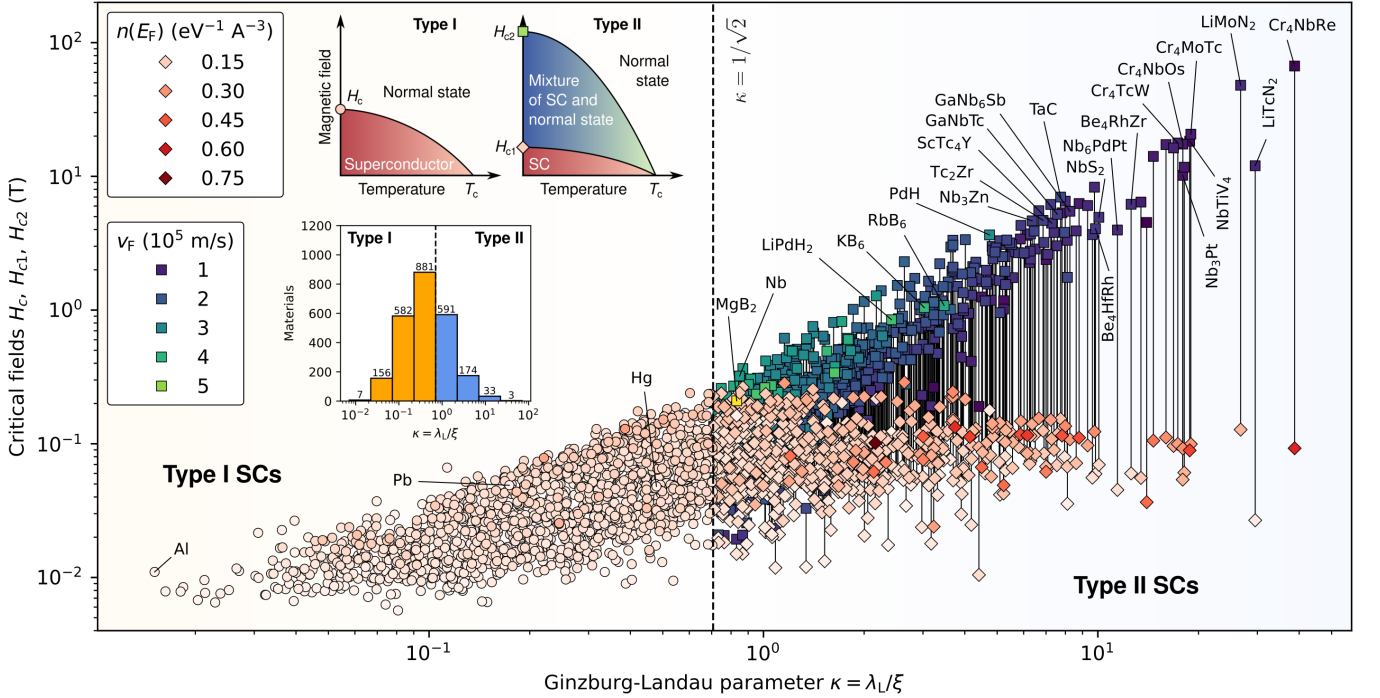 n(E_F) (eV⁻¹ A⁻³)
0.15
0.30
0.45
0.60
0.75
v_F (10⁵ m/s)
1
2
3
4
5
Critical fields H_c, H_c1, H_c2 (T)
10²
10¹
10⁰
10⁻¹
10⁻²
Type I
Magnetic field
H_c
Normal state
Superconductor
Temperature
T_c
Type II
H_c2
H_c1
Normal
state
Mixture
of SC and
normal state
SC
Temperature
T_c
Type I
Type II
Materials
1200
1000
800
600
400
200
0
7
156
582
881
591
174
33
3
10⁻²
10⁻¹
10⁰
10¹
10²
κ = λ_L/ξ
κ = 1/√2
Type I SCs
Al
Pb
Hg
MgB₂
Nb
LiPdH₂
KB₆
RbB₆
PdH
Nb₃Zn
Tc₂Zr
ScTc₄Y
GaNbTc
GaNb₆Sb
TaC
NbS₂
Nb₆PdPt
Be₄RhZr
Cr₄TcW
Cr₄NbOs
Cr₄MoTc
LiMoN₂
Cr₄NbRe
LiTcN₂
NbTiV₄
Nb₃Pt
Be₄HfRh
Type II SCs
10⁻¹
10⁰
10¹
Ginzburg-Landau parameter κ = λ_L/ξ